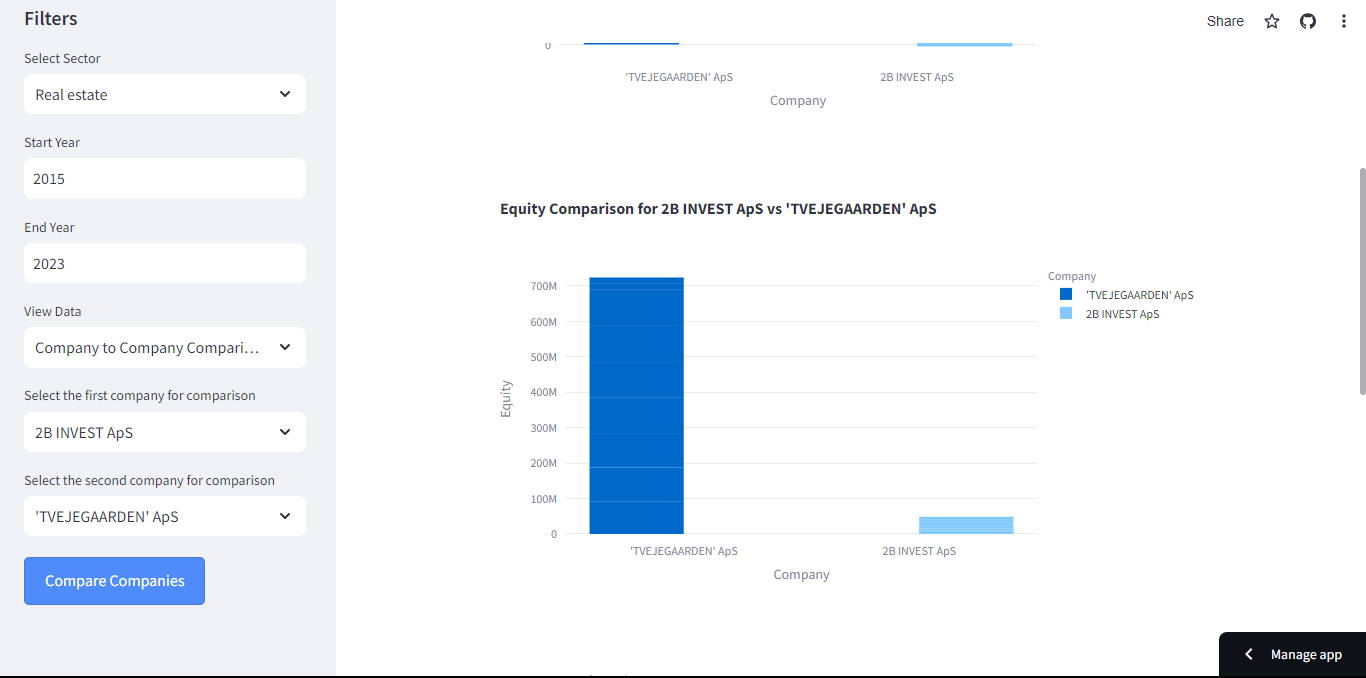 Filters
Select Sector
Real estate
Start Year
2015
End Year
2023
View Data
Company to Company Compari...
Select the first company for comparison
2B INVEST ApS
Select the second company for comparison
'TVEJEGAARDEN' ApS
Compare Companies
Share
0
'TVEJEGAARDEN' ApS 2B INVEST ApS
Company
Equity Comparison for 2B INVEST ApS vs 'TVEJEGAARDEN' ApS
Company
'TVEJEGAARDEN' ApS
2B INVEST ApS
Equity
700M
600M
500M
400M
300M
200M
100M
0
'TVEJEGAARDEN' ApS 2B INVEST ApS
Company
Manage app